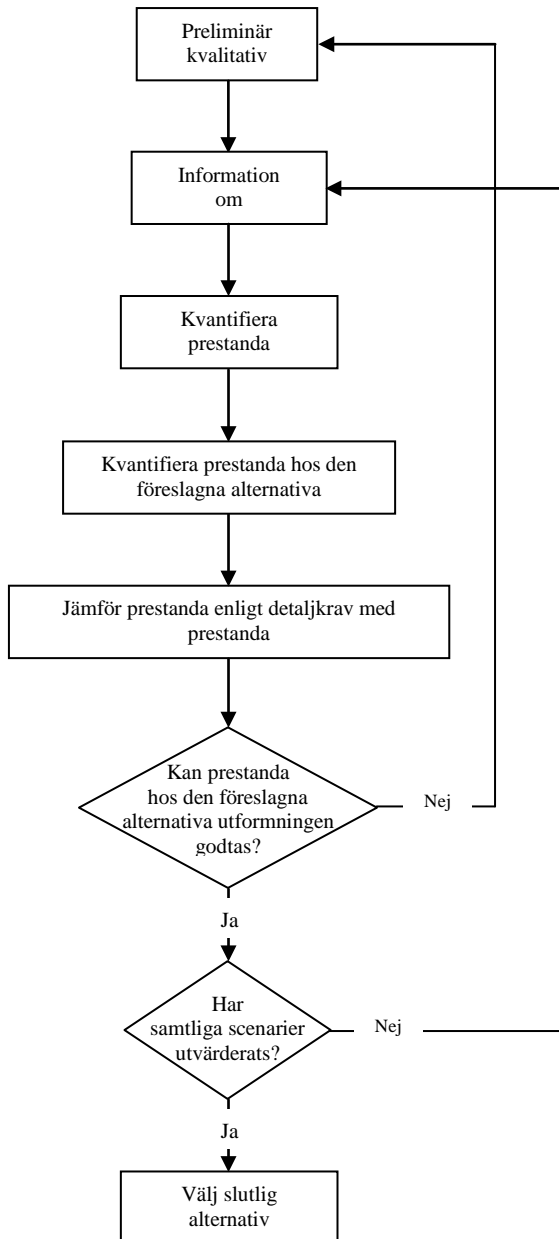 Preliminär
kvalitativ
Information
om
Kvantifiera
prestanda
Kvantifiera prestanda hos den
föreslagna alternativa
Jämför prestanda enligt detaljkrav med
prestanda
Kan prestanda
hos den föreslagna
alternativa utformningen
godtas?
Nej
Ja
Har
samtliga scenarier
utvärderats?
Nej
Ja
Välj slutlig
alternativ